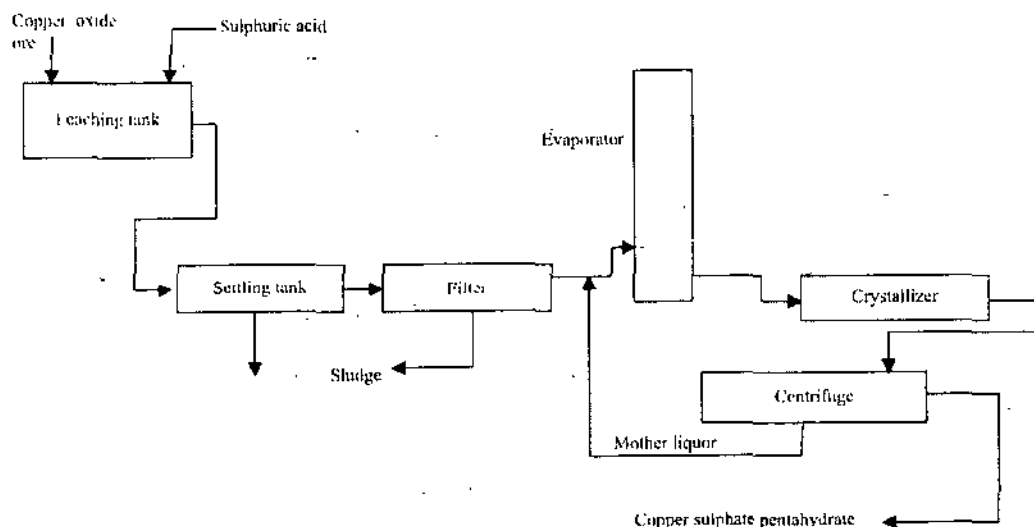 Copper oxide
ore
Sulphuric acid
Leaching tank
Evaporator
Settling tank
Filter
Crystallizer
Sludge
Centrifuge
Mother liquor
Copper sulphate pentahydrate